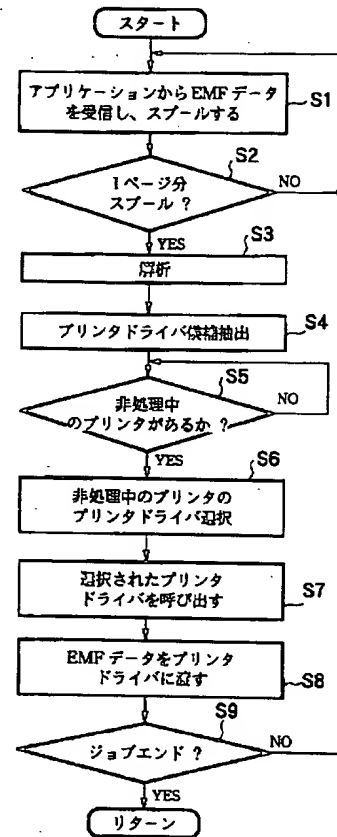 スタート
アプリケーションからEMFデータ
を受信し、スプールする
S1
S2
1ページ分
スプール ?
NO
YES
S3
解析
プリンタドライバ候補抽出
S4
S5
非処理中
のプリンタがあるか ?
NO
YES
S6
非処理中のプリンタの
プリンタドライバ選択
選択されたプリンタ
ドライバを呼び出す
S7
EMFデータをプリンタ
ドライバに渡す
S8
S9
ジョブエンド ?
NO
YES
リターン